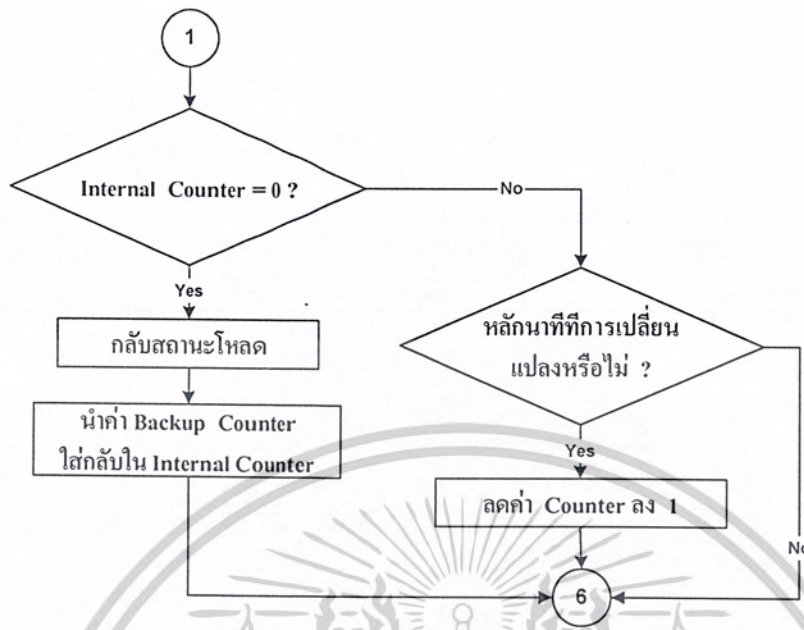 1
Internal Counter = 0 ?
No
Yes
กลับสถานะโหลด
หลักนาทีทีการเปลี่ยน
แปลงหรือไม่ ?
นำค่า Backup Counter
ใส่กลับใน Internal Counter
Yes
ลดค่า Counter ลง 1
No
6